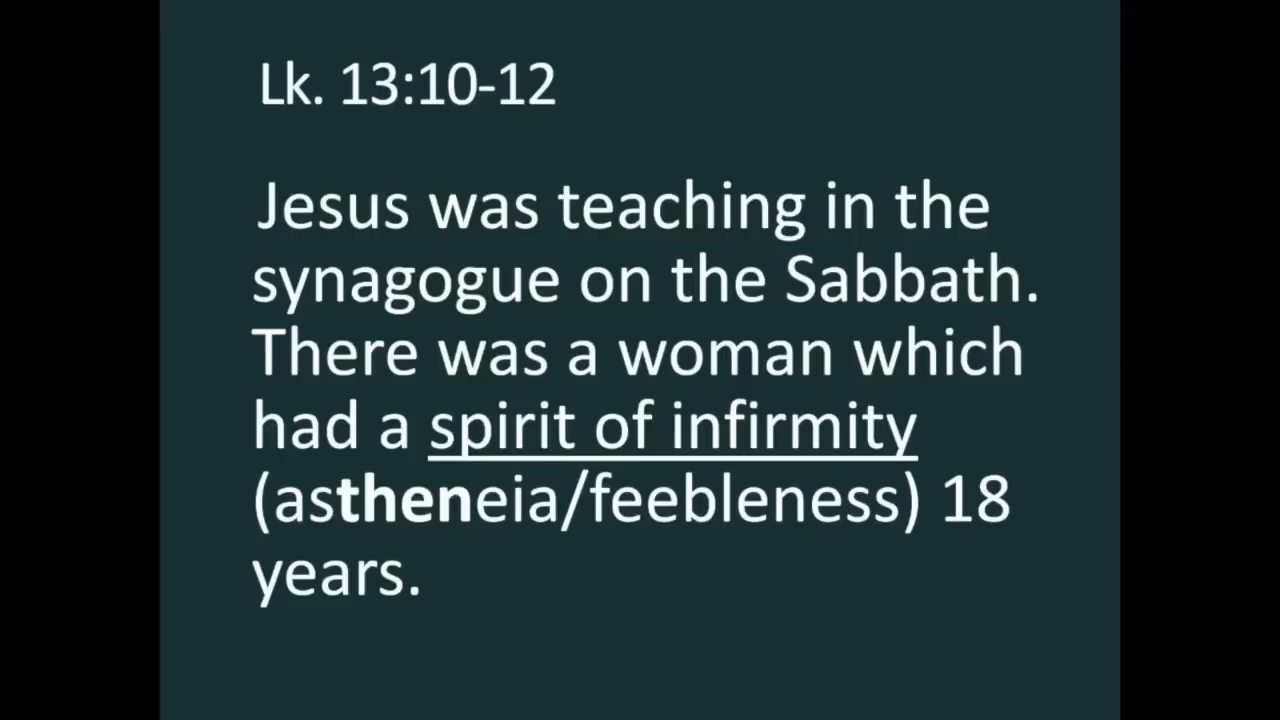 Lk. 13:10-12
Jesus was teaching in the
synagogue on the Sabbath.
There was a woman which
had a spirit of infirmity
(astheneia/feebleness) 18
years.